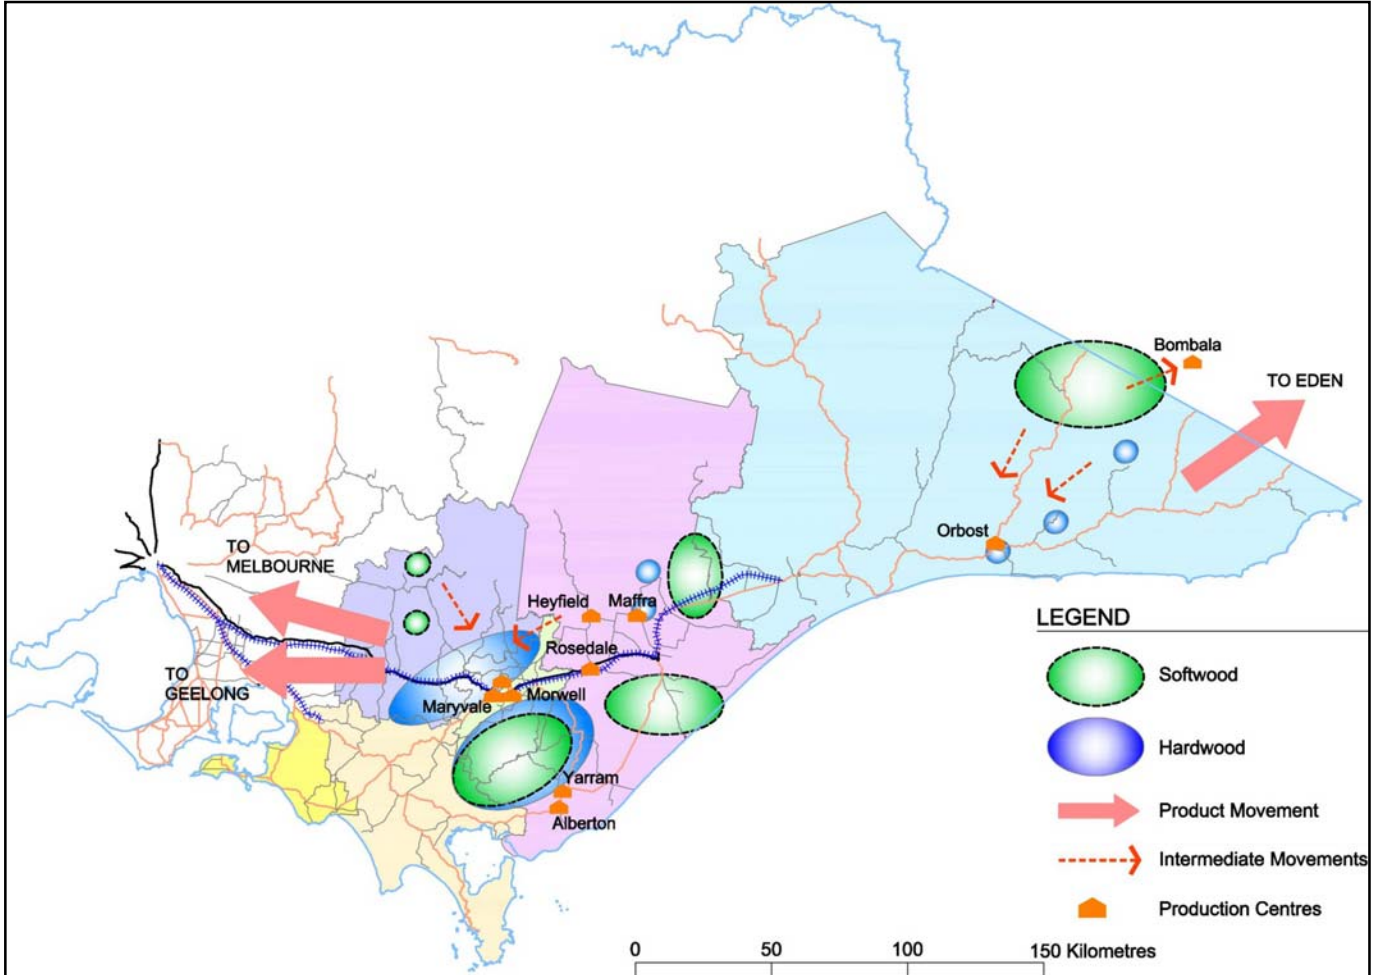 Bombala
TO EDEN
Orbost
TO
MELBOURNE
Heyfield
Maffra
Rosedale
TO
GEELONG
Morwell
Maryvale
Yarram
Alberton
LEGEND
Softwood
Hardwood
Product Movement
Intermediate Movements
Production Centres
0 50 100 150 Kilometres